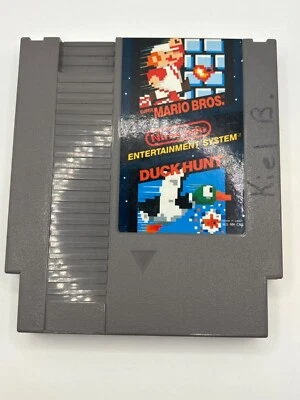 SUPER
MARIO BROS.
Nintendo
ENTERTAINMENT SYSTEM
DUCK HUNT
Kiel B.